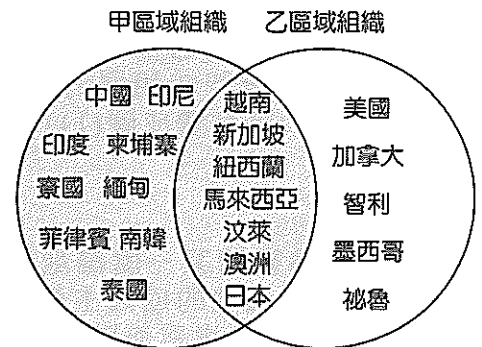 甲區域組織 乙區域組織
中國 印尼
印度 柬埔寨
寮國 緬甸
菲律賓 南韓
泰國
越南
新加坡
紐西蘭
馬來西亞
汶萊
澳洲
日本
美國
加拿大
智利
墨西哥
祕魯